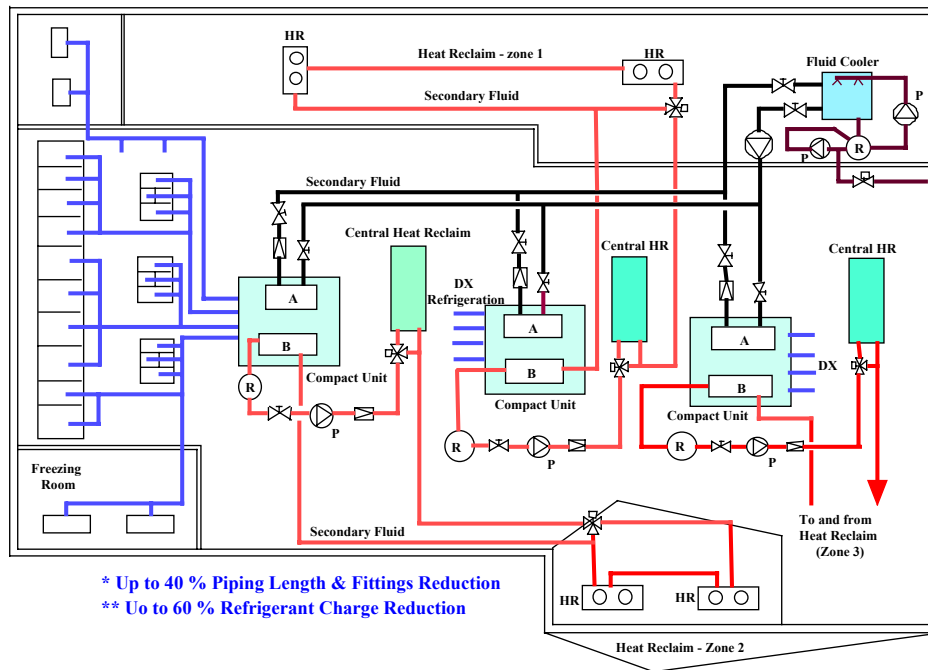 HR
Heat Reclaim - zone 1
HR
Fluid Cooler
Secondary Fluid
P
R
P
Secondary Fluid
Central Heat Reclaim
Central HR
Central HR
DX
Refrigeration
A
A
A
B
B
B
DX
R
Compact Unit
Compact Unit
Compact Unit
P
R
P
R
P
Freezing
Room
Secondary Fluid
To and from
Heat Reclaim
(Zone 3)
* Up to 40 % Piping Length & Fittings Reduction
** Uo to 60 % Refrigerant Charge Reduction
HR
HR
Heat Reclaim - Zone 2